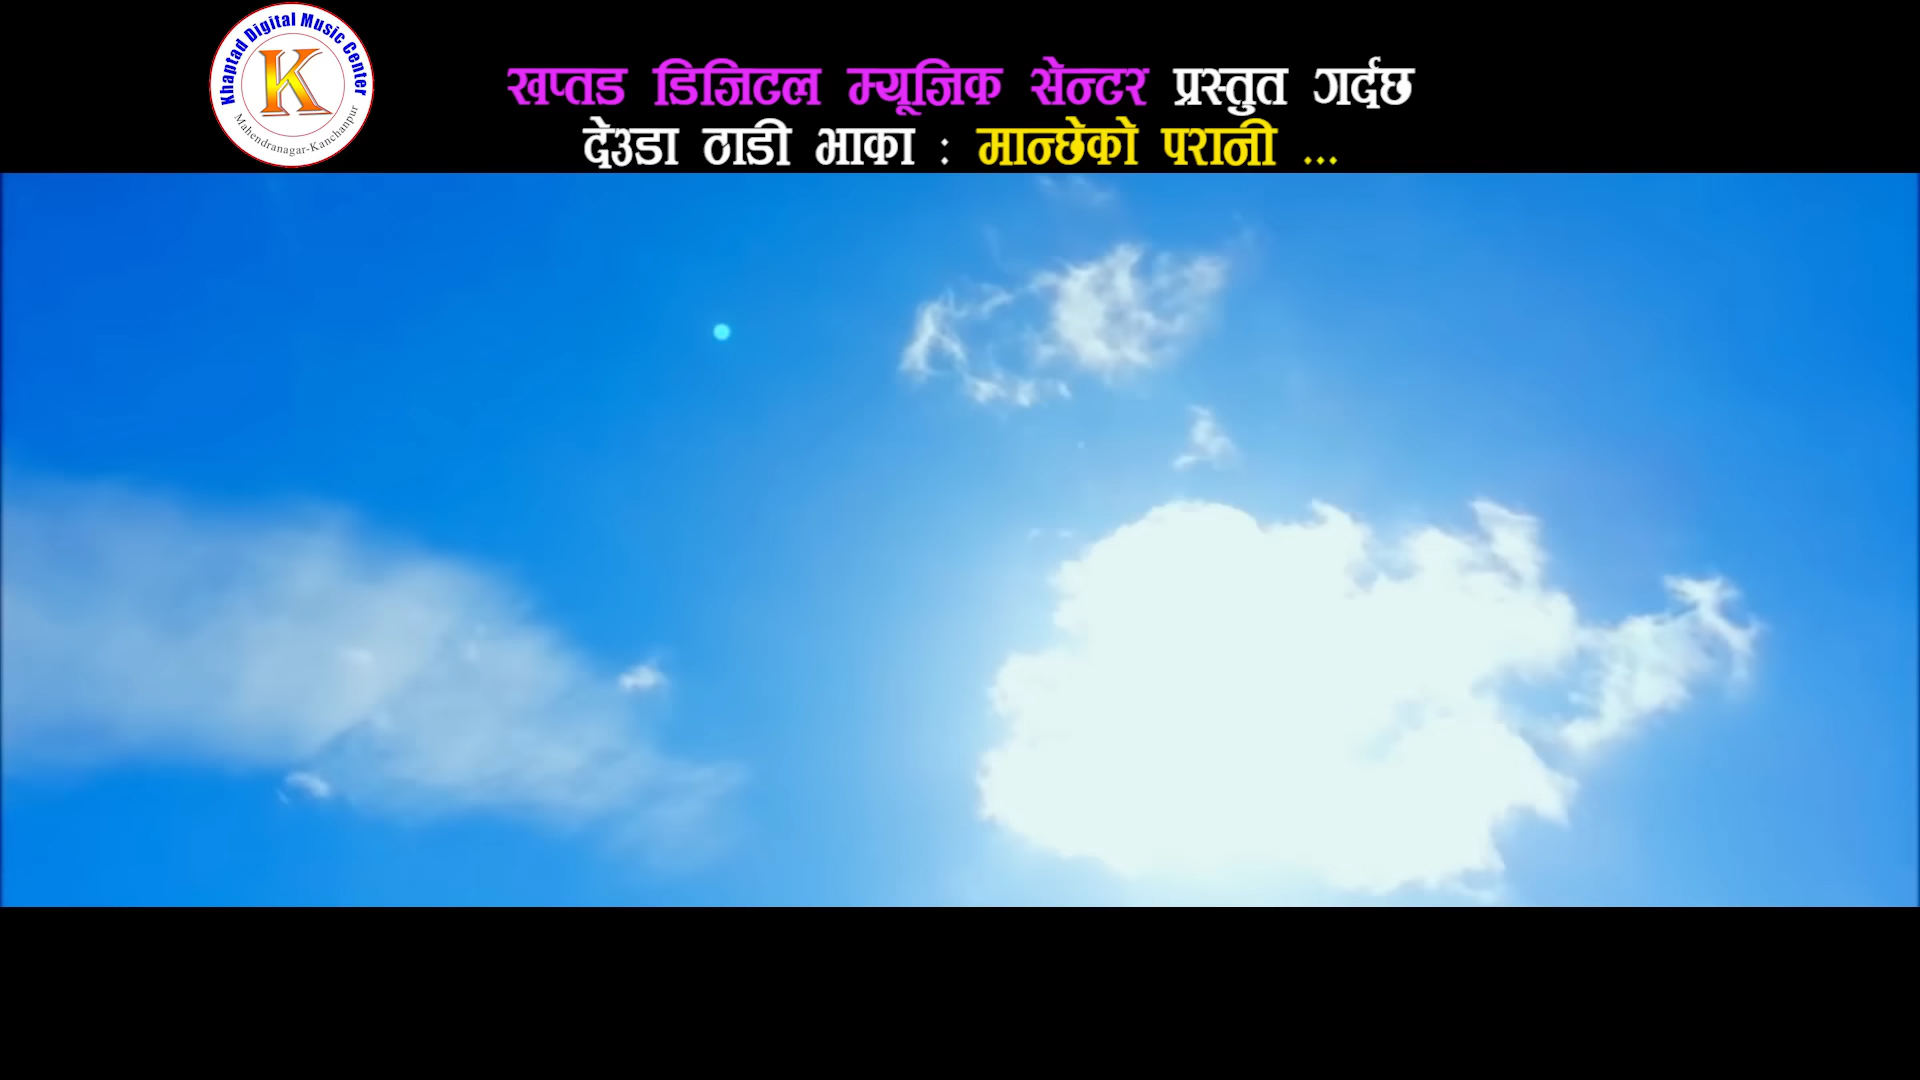 Khaptad Digital Music Center
K
Mahendranagar-Kanchanpur
खप्तड डिजिटल म्यूजिक सेन्टर प्रस्तुत गर्दछ
देउडा ठाडी भाका : मान्छेको परानी ...